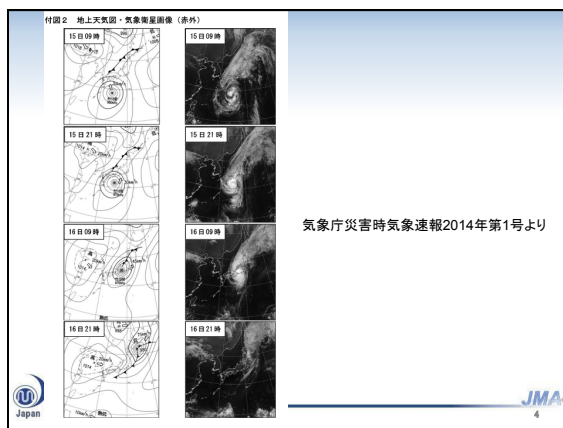 付図2 地上天気図・気象衛星画像（赤外）
15日09時
15日09時
15日21時
15日21時
16日09時
16日09時
16日21時
16日21時
気象庁災害時気象速報2014年第1号より
Japan
JMA
4